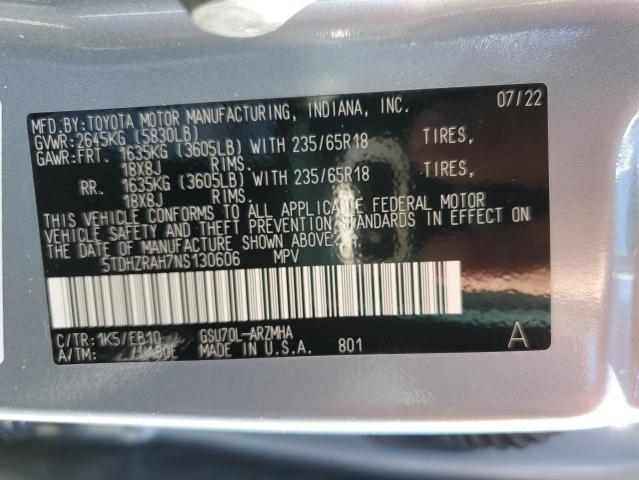 MFD.BY:TOYOTA MOTOR MANUFACTURING, INDIANA, INC. 07/22
GVWR:2645KG (5830LB)
GAWR:FRT. 1635KG (3605LB) WITH 235/65R18 TIRES,
18X8J RIMS.
RR. 1635KG (3605LB) WITH 235/65R18 TIRES,
18X8J RIMS.
THIS VEHICLE CONFORMS TO ALL APPLICABLE FEDERAL MOTOR
VEHICLE SAFETY AND THEFT PREVENTION STANDARDS IN EFFECT ON
THE DATE OF MANUFACTURE SHOWN ABOVE.
5TDHZRAH7NS130606 MPV
C/TR:1K5/EB10 GSU70L-ARZMHA
A/TM: MADE IN U.S.A. 801 A